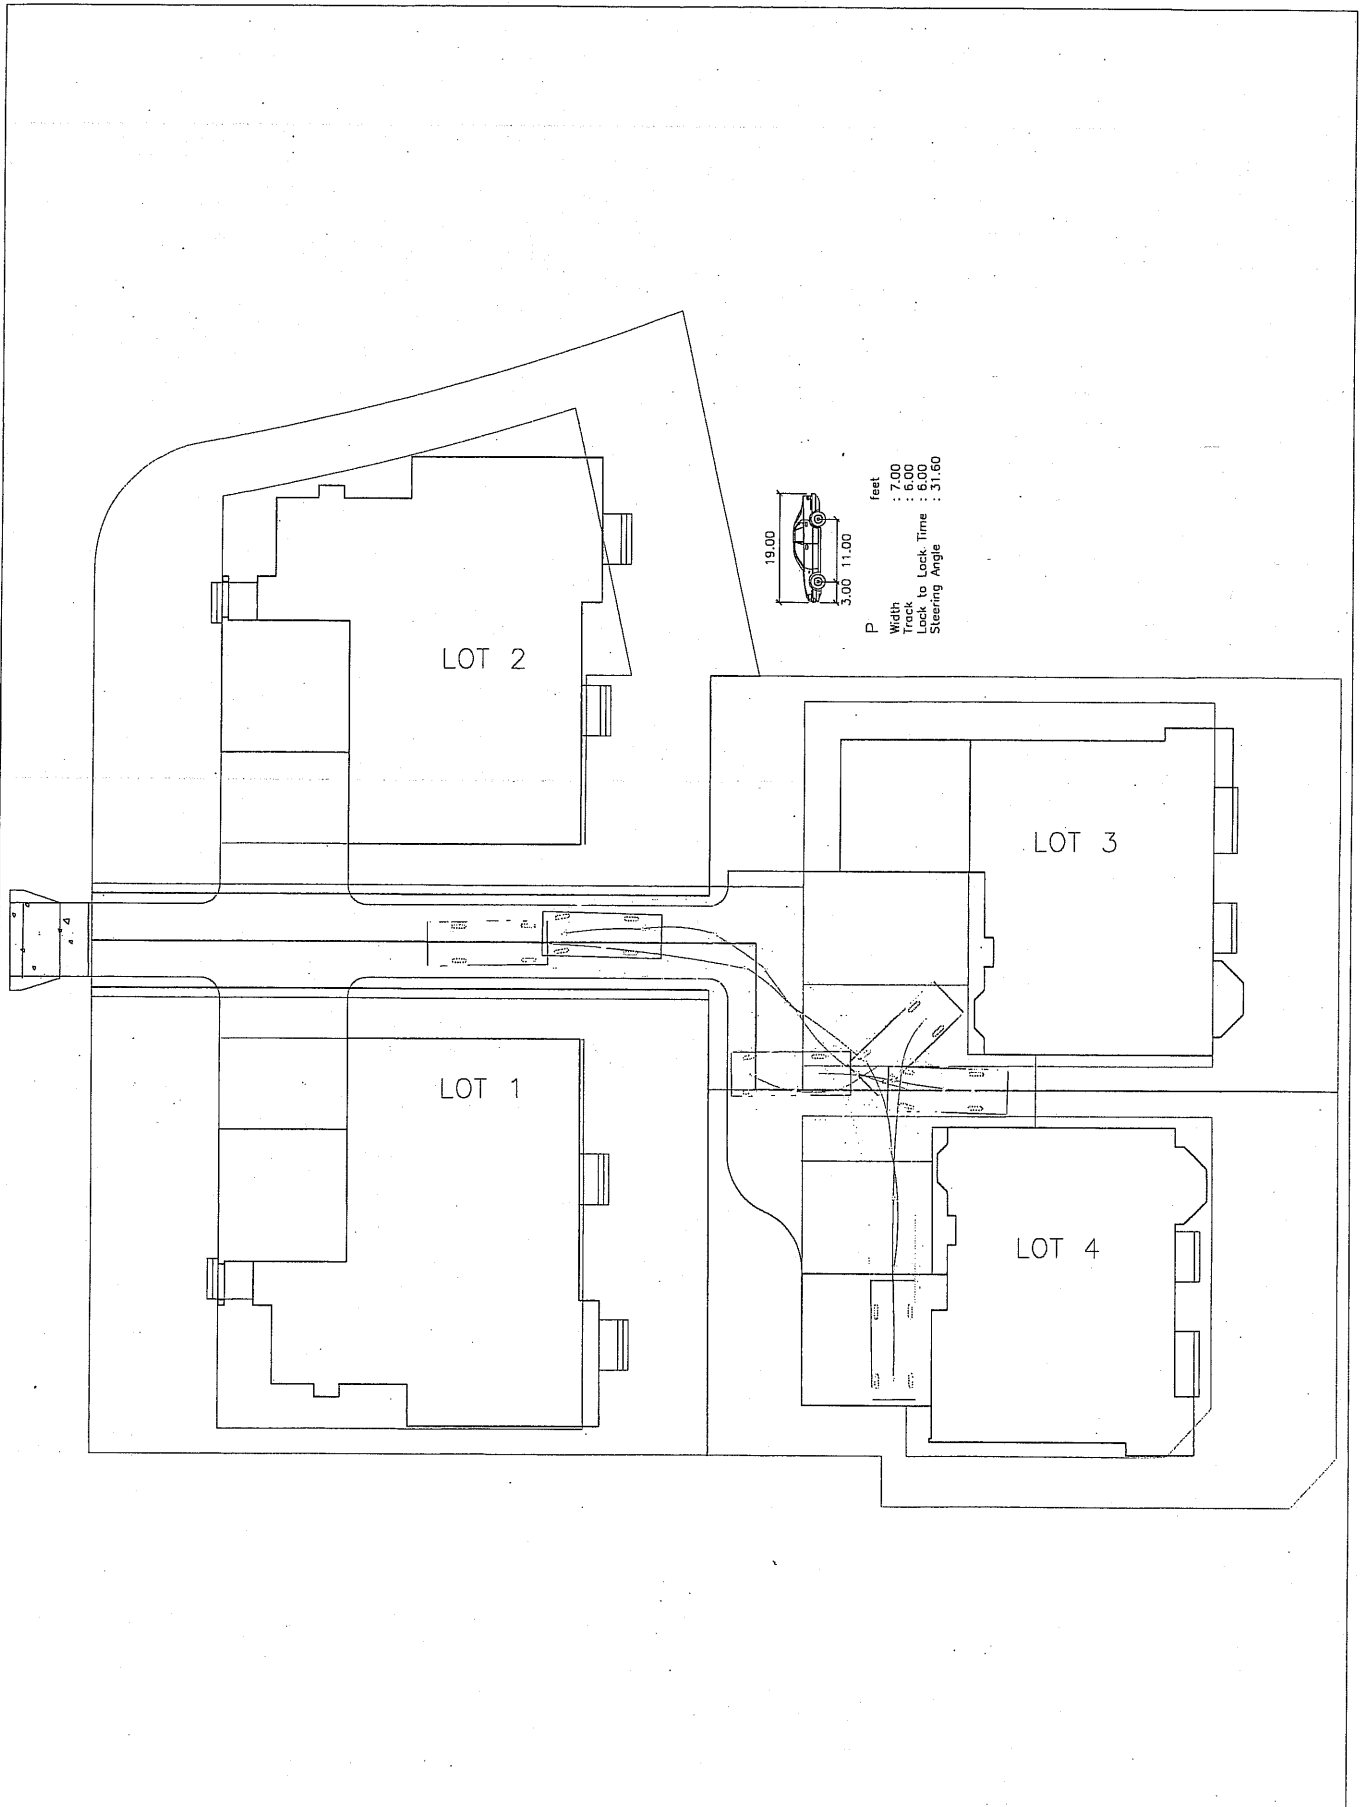 LOT 2
LOT 1
LOT 3
LOT 4
19.00
3.00 11.00
P
feet
Width : 7.00
Track : 6.00
Lock to Lock Time : 6.00
Steering Angle : 31.60